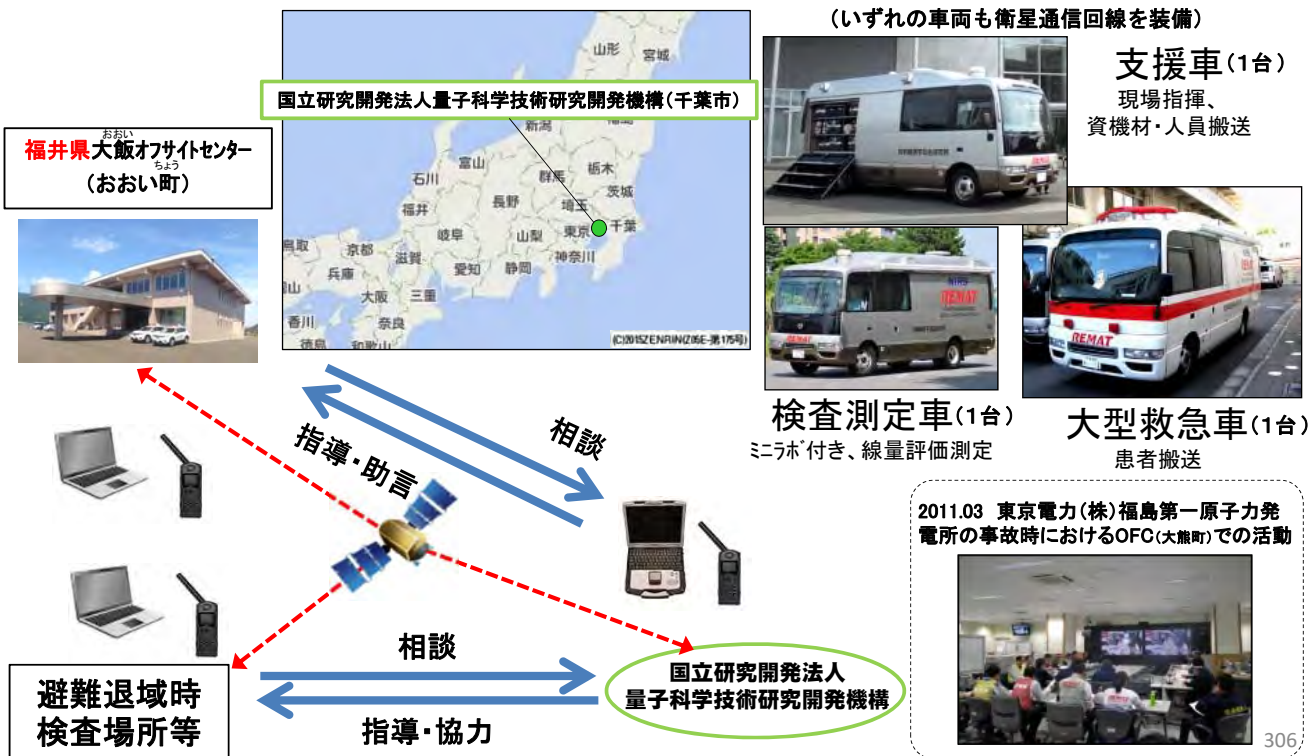 (いずれの車両も衛星通信回線を装備)
支援車(1台)
現場指揮、
資機材・人員搬送
山形
宮城
国立研究開発法人量子科学技術研究開発機構(千葉市)
新潟
福島
おおい
福井県大飯オフサイトセンター
ちょう
(おおい町)
富山
石川
群馬
栃木
茨城
福井
長野
埼玉
岐阜
山梨
東京
千葉
鳥取
京都
滋賀
愛知
静岡
神奈川
兵庫
大阪
三重
香川
奈良
徳島
和歌山
(C)2015ZENRIN(Z05E-第175号)
NIRS
REMAT
REMAT
REMAT
検査測定車(1台)
ミニラボ付き、線量評価測定
大型救急車(1台)
患者搬送
相談
指導・助言
2011.03 東京電力(株)福島第一原子力発
電所の事故時におけるOFC(大熊町)での活動
相談
避難退域時
検査場所等
国立研究開発法人
量子科学技術研究開発機構
指導・協力
306